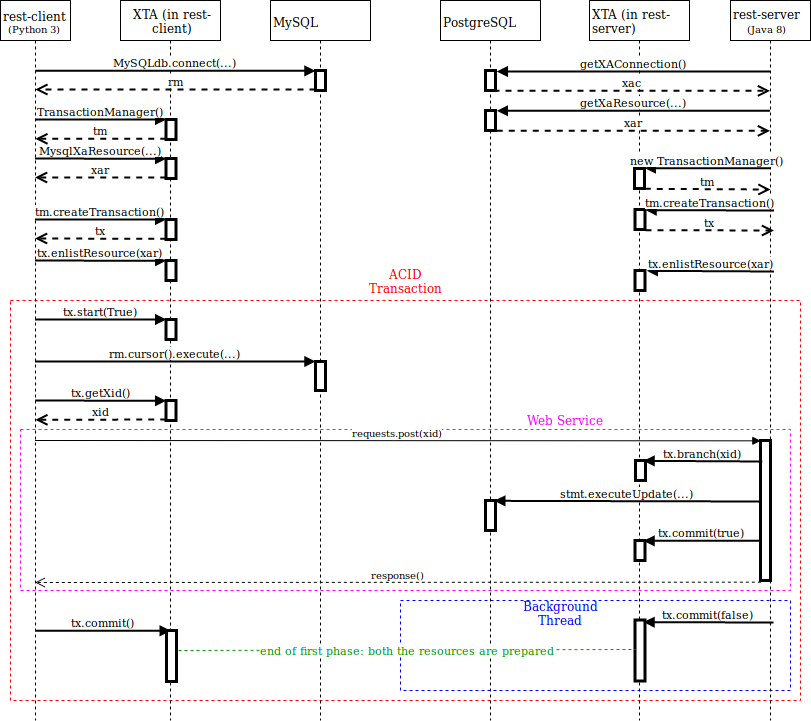 rest-client
(Python 3)
XTA (in rest-
client)
MySQL
PostgreSQL
XTA (in rest-
server)
rest-server
(Java 8)
MySQLdb.connect(...)
getXAConnection()
rm
xac
getXaResource(...)
TransactionManager()
xar
tm
MysqlXaResource(...)
new TransactionManager()
xar
tm
tm.createTransaction()
tm.createTransaction()
tx
tx
tx.enlistResource(xar)
tx.enlistResource(xar)
ACID
Transaction
tx.start(True)
rm.cursor().execute(...)
tx.getXid()
xid
Web Service
requests.post(xid)
tx.branch(xid)
stmt.executeUpdate(...)
tx.commit(true)
response()
Background
Thread
tx.commit()
tx.commit(false)
end of first phase: both the resources are prepared